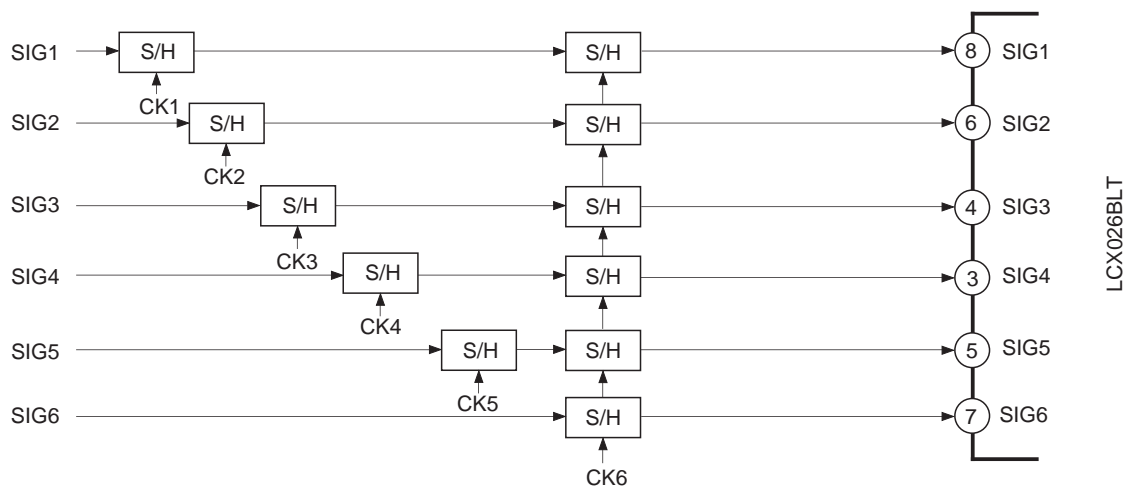 SIG1 S/H S/H 8 SIG1
CK1
SIG2 S/H S/H 6 SIG2
CK2
SIG3 S/H S/H 4 SIG3
CK3
SIG4 S/H S/H 3 SIG4
CK4
SIG5 S/H S/H 5 SIG5
CK5
SIG6 S/H 7 SIG6
CK6
LCX026BLT